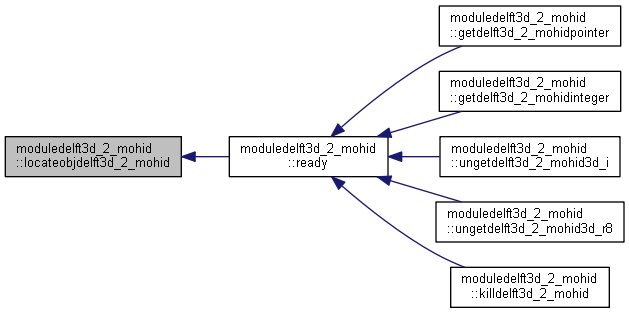 moduledelft3d_2_mohid
::locateobjdelft3d_2_mohid
moduledelft3d_2_mohid
::ready
moduledelft3d_2_mohid
::getdelft3d_2_mohidpointer
moduledelft3d_2_mohid
::getdelft3d_2_mohidinteger
moduledelft3d_2_mohid
::ungetdelft3d_2_mohid3d_i
moduledelft3d_2_mohid
::ungetdelft3d_2_mohid3d_r8
moduledelft3d_2_mohid
::killdelft3d_2_mohid